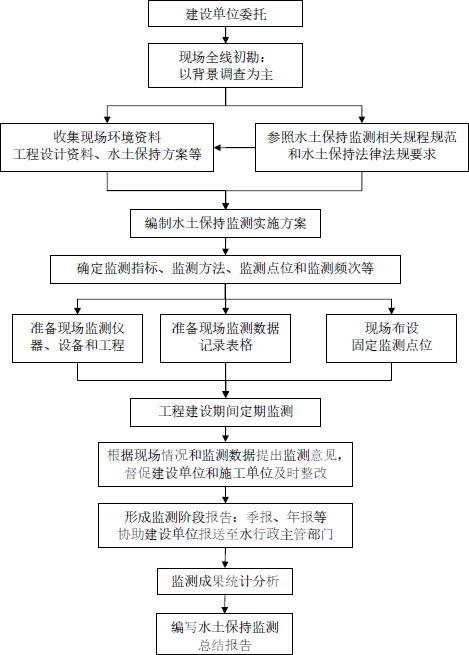 建设单位委托
现场全线初勘：
以背景调查为主
收集现场环境资料
工程设计资料、水土保持方案等
参照水土保持监测相关规程规范
和水土保持法律法规要求
编制水土保持监测实施方案
确定监测指标、监测方法、监测点位和监测频次等
准备现场监测仪
器、设备和工程
准备现场监测数据
记录表格
现场布设
固定监测点位
工程建设期间定期监测
根据现场情况和监测数据提出监测意见，
督促建设单位和施工单位及时整改
形成监测阶段报告：季报、年报等
协助建设单位报送至水行政主管部门
监测成果统计分析
编写水土保持监测
总结报告